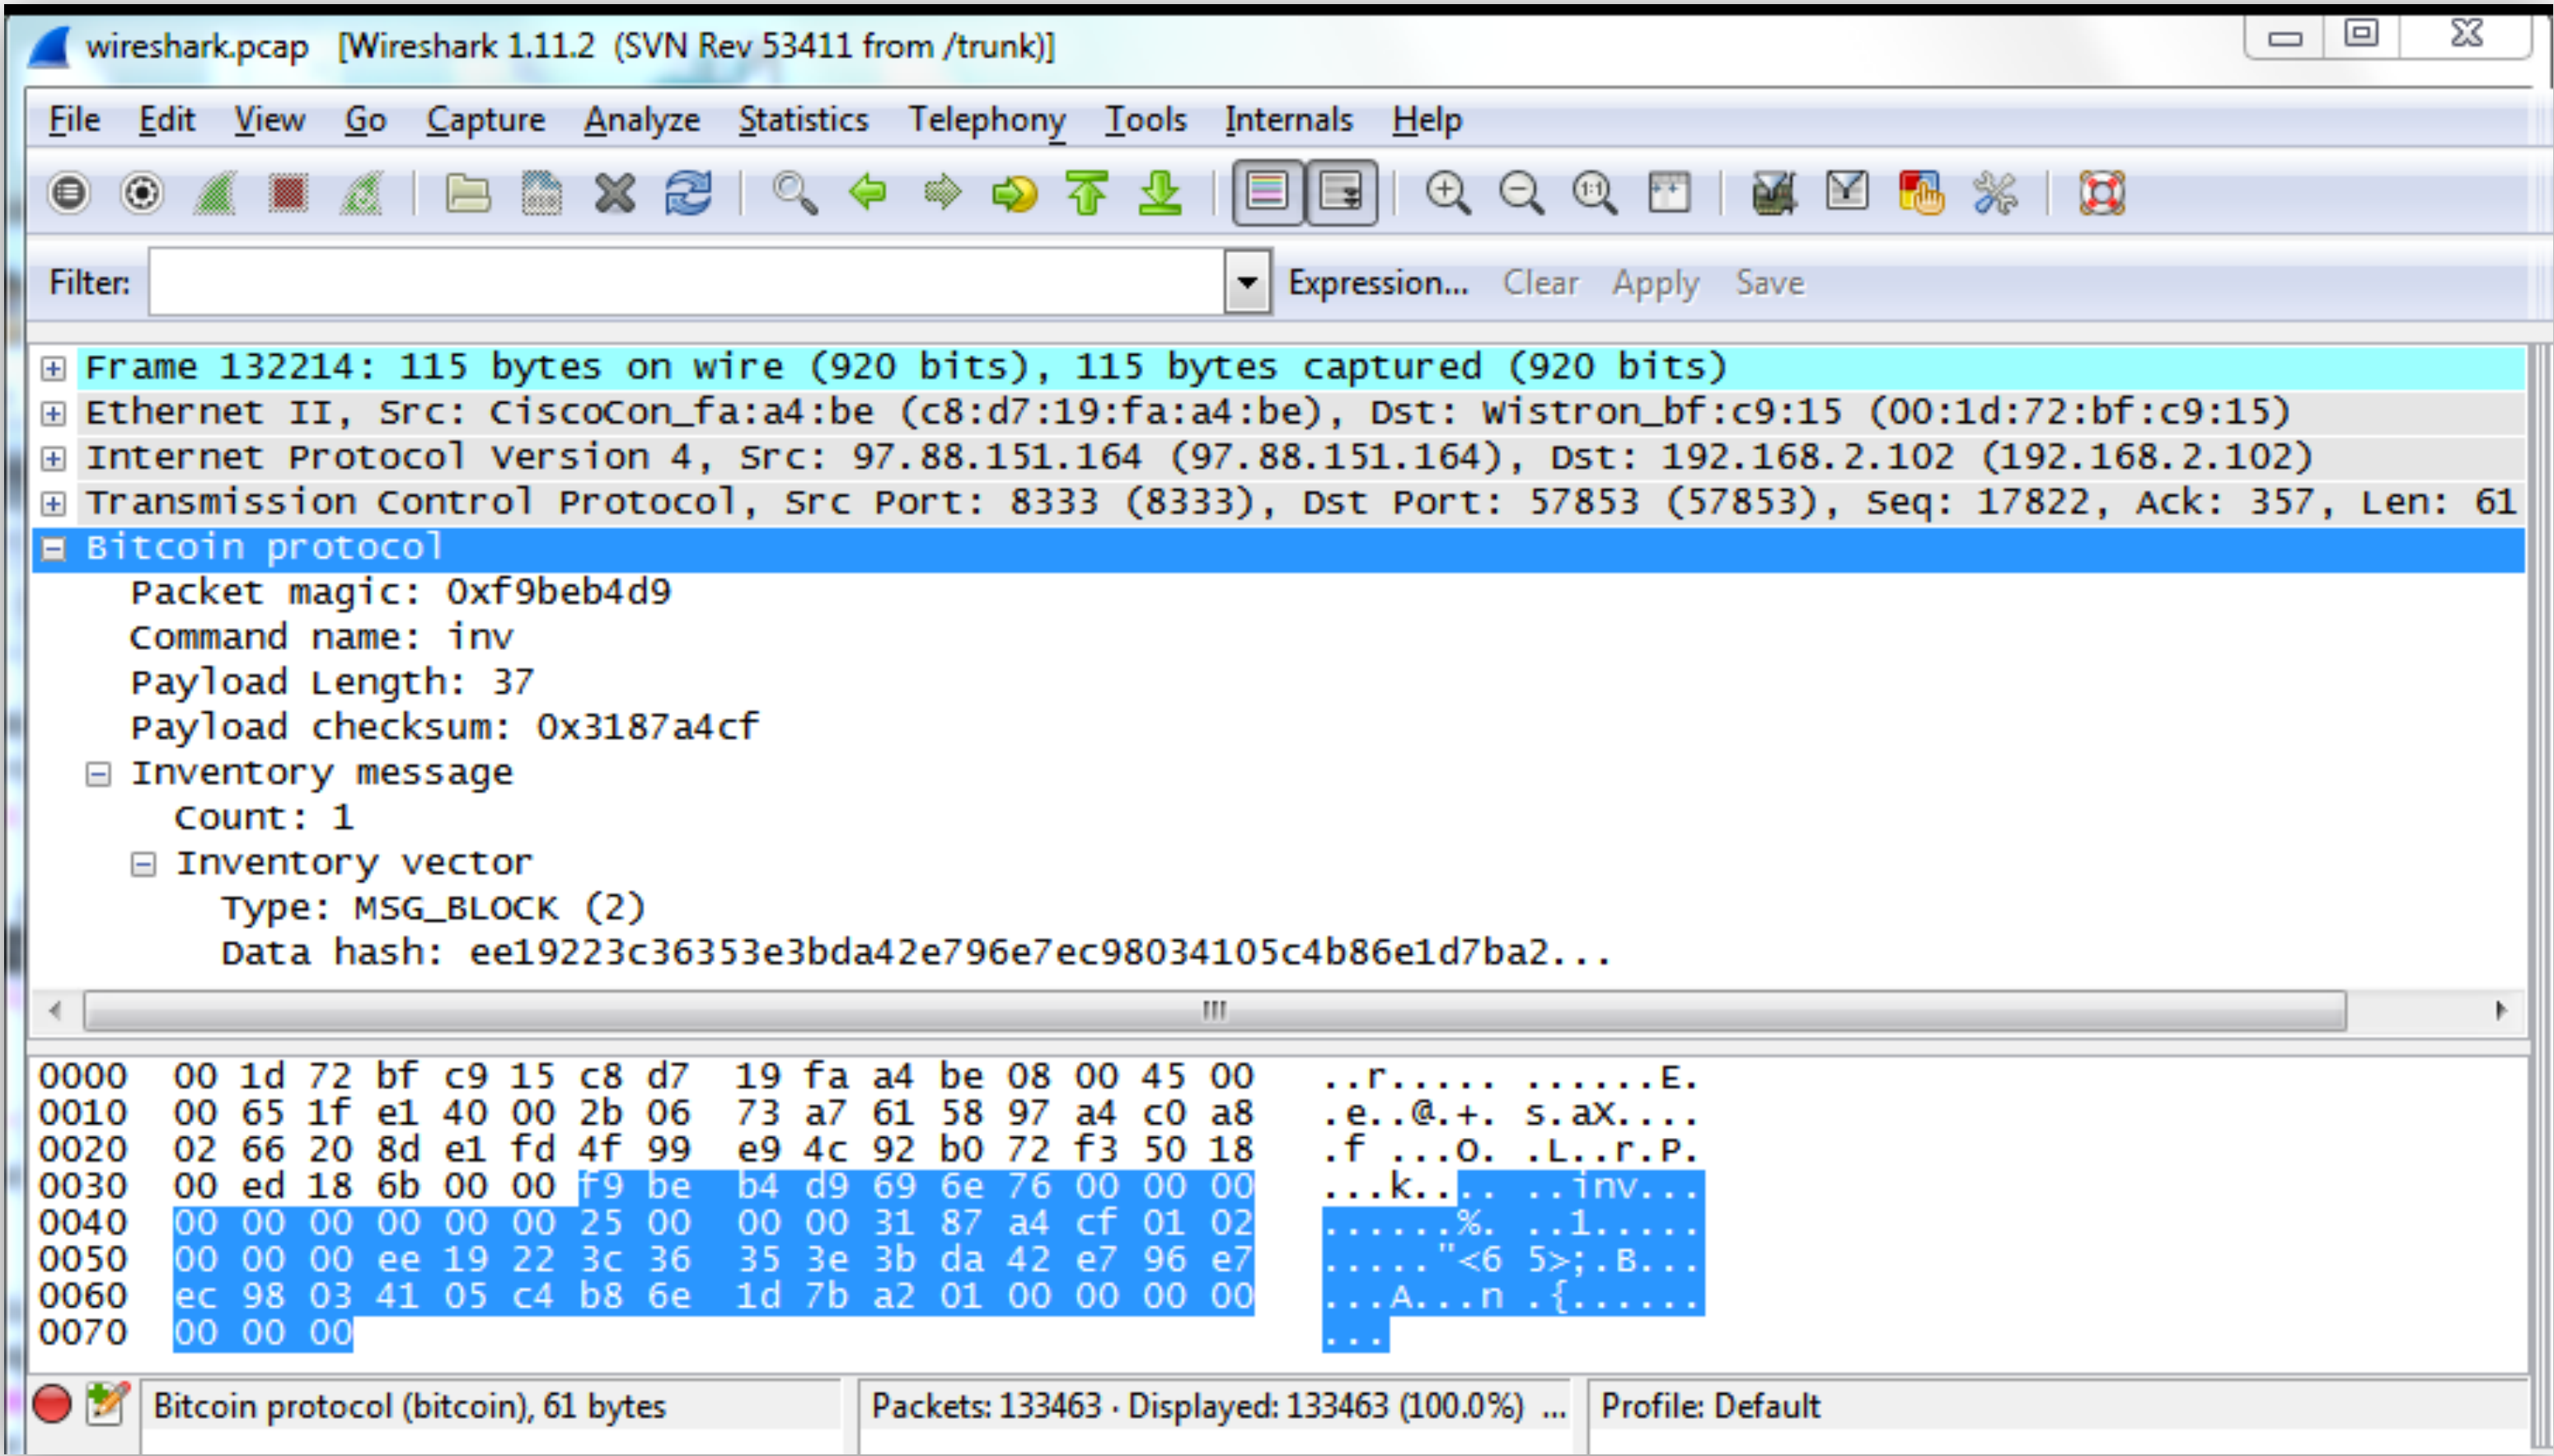 wireshark.pcap [Wireshark 1.11.2 (SVN Rev 53411 from /trunk)]
File Edit View Go Capture Analyze Statistics Telephony Tools Internals Help
Filter: Expression... Clear Apply Save
Frame 132214: 115 bytes on wire (920 bits), 115 bytes captured (920 bits)
Ethernet II, Src: CiscoCon_fa:a4:be (c8:d7:19:fa:a4:be), Dst: Wistron_bf:c9:15 (00:1d:72:bf:c9:15)
Internet Protocol Version 4, Src: 97.88.151.164 (97.88.151.164), Dst: 192.168.2.102 (192.168.2.102)
Transmission Control Protocol, Src Port: 8333 (8333), Dst Port: 57853 (57853), Seq: 17822, Ack: 357, Len: 61
Bitcoin protocol
Packet magic: 0xf9beb4d9
Command name: inv
Payload Length: 37
Payload checksum: 0x3187a4cf
Inventory message
Count: 1
Inventory vector
Type: MSG_BLOCK (2)
Data hash: ee19223c36353e3bda42e796e7ec98034105c4b86e1d7ba2...
0000 00 1d 72 bf c9 15 c8 d7 19 fa a4 be 08 00 45 00 ..r..... ......E.
0010 00 65 1f e1 40 00 2b 06 73 a7 61 58 97 a4 c0 a8 .e..@.+. s.aX....
0020 02 66 20 8d e1 fd 4f 99 e9 4c 92 b0 72 f3 50 18 .f ...O. .L..r.P.
0030 00 ed 18 6b 00 00 f9 be b4 d9 69 6e 76 00 00 00 ...k.... ..inv...
0040 00 00 00 00 00 00 25 00 00 00 31 87 a4 cf 01 02 ......%. ..1.....
0050 00 00 00 ee 19 22 3c 36 35 3e 3b da 42 e7 96 e7 ....."<6 5>;.B...
0060 ec 98 03 41 05 c4 b8 6e 1d 7b a2 01 00 00 00 00 ...A...n .{......
0070 00 00 00 ...
Bitcoin protocol (bitcoin), 61 bytes Packets: 133463 · Displayed: 133463 (100.0%) ... Profile: Default